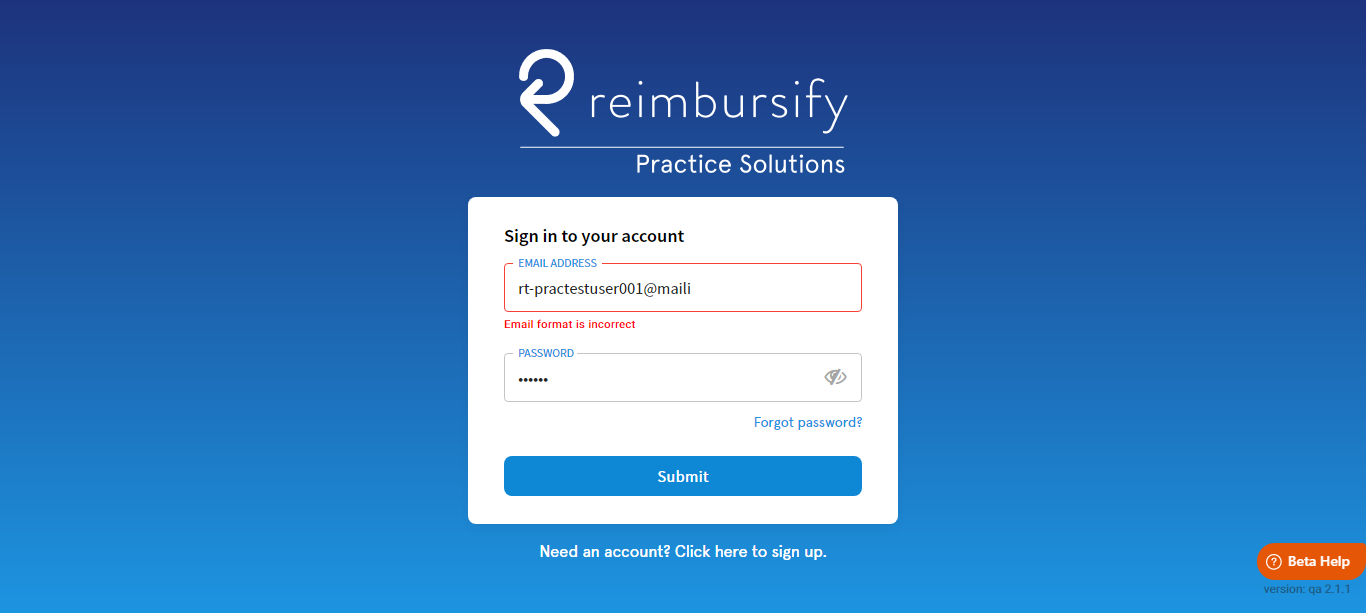 reimbursify
Practice Solutions
Sign in to your account
EMAIL ADDRESS
rt-practestuser001@maili
Email format is incorrect
PASSWORD
••••••
Forgot password?
Submit
Need an account? Click here to sign up.
Beta Help
version: qa 2.1.1